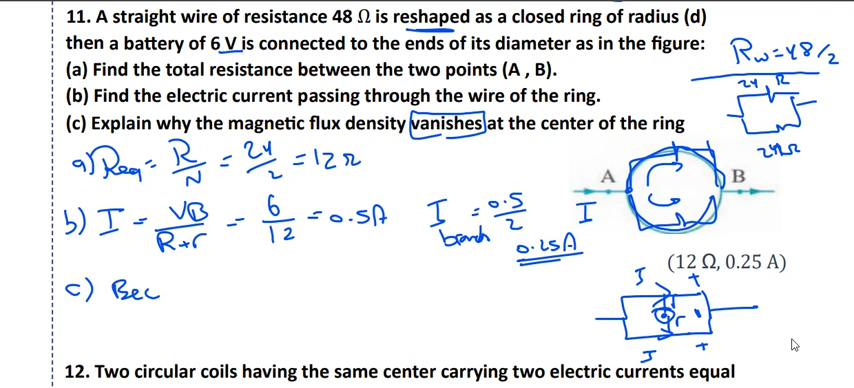 11. A straight wire of resistance 48 Ω is reshaped as a closed ring of radius (d)
then a battery of 6 V is connected to the ends of its diameter as in the figure:
(a) Find the total resistance between the two points (A , B).
(b) Find the electric current passing through the wire of the ring.
(c) Explain why the magnetic flux density vanishes at the center of the ring
Rw=48/2
24 Ω
24Ω
a) Req = R/N = 24/2 = 12Ω
A B
b) I = VB/R+r = 6/12 = 0.5A I branch = 0.5/2
0.25A
I
(12 Ω, 0.25 A)
c) Bec
I +
r
I +
12. Two circular coils having the same center carrying two electric currents equal